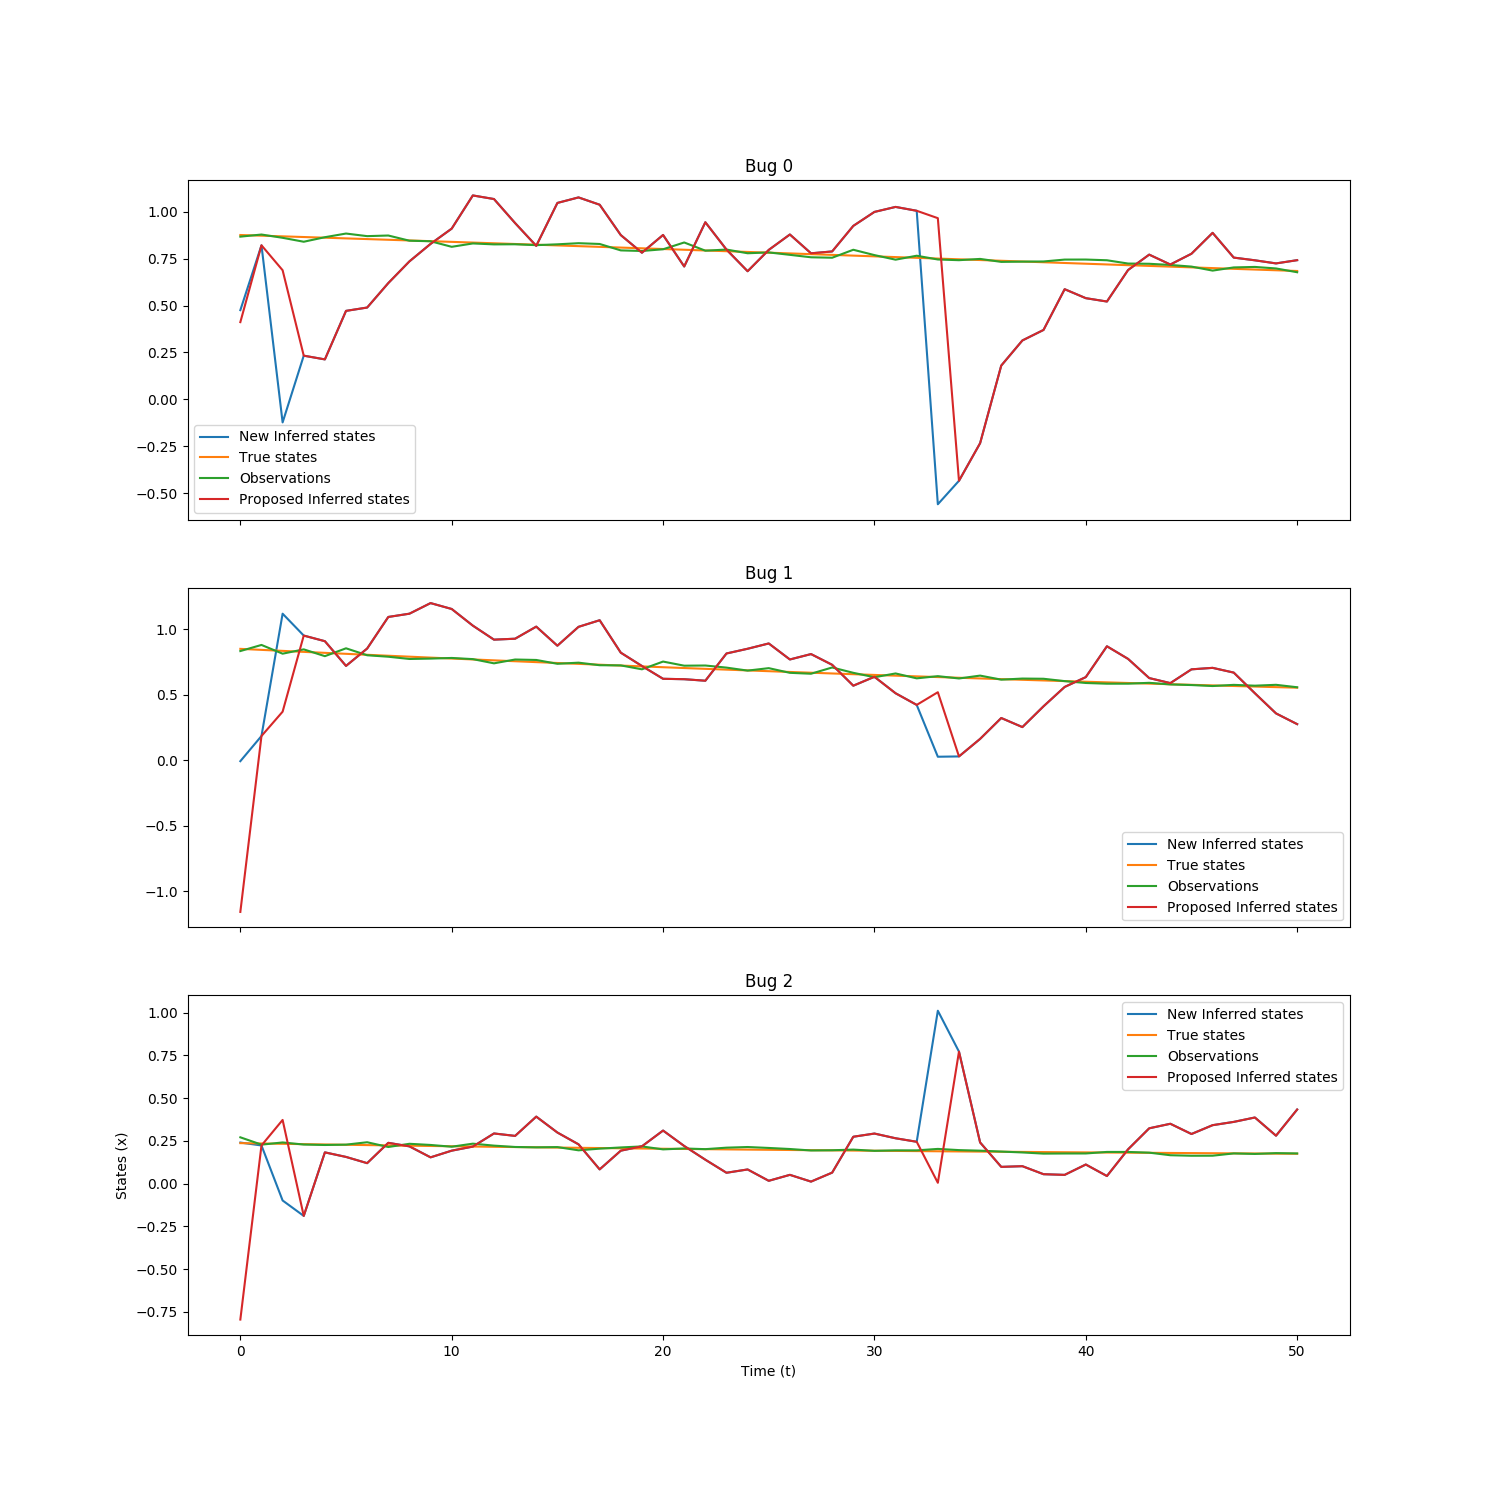 Bug 0
1.00
0.75
0.50
0.25
0.00
−0.25
−0.50
New Inferred states
True states
Observations
Proposed Inferred states
Bug 1
1.0
0.5
0.0
−0.5
−1.0
New Inferred states
True states
Observations
Proposed Inferred states
Bug 2
1.00
0.75
0.50
0.25
0.00
−0.25
−0.50
−0.75
States (x)
New Inferred states
True states
Observations
Proposed Inferred states
0 10 20 30 40 50
Time (t)